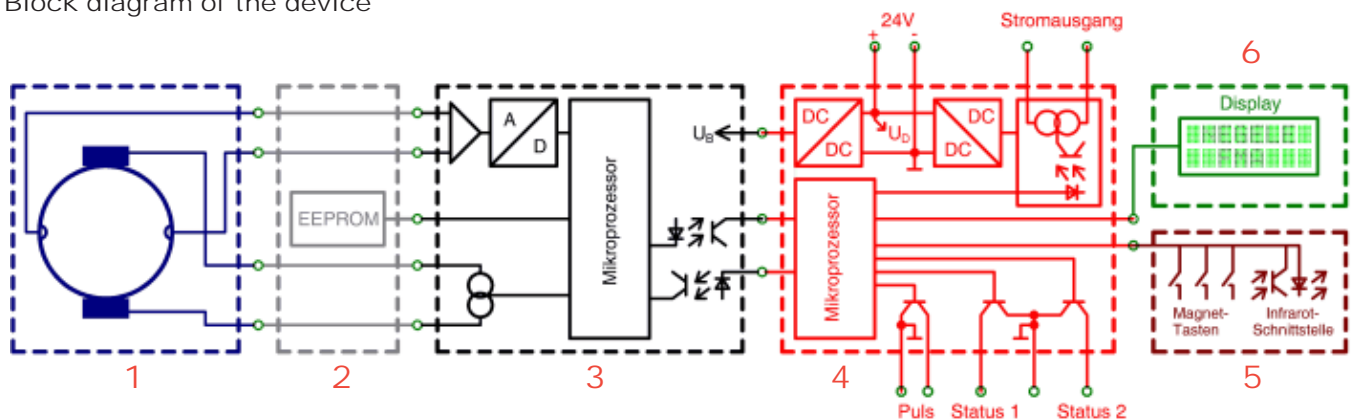 Block diagram of the device
24V
Stromausgang
+ -
6
Display
A
D
DC
DC
U_D
DC
DC
U_B
EEPROM
Mikroprozessor
Mikroprozessor
Magnet-
Tasten
Infrarot-
Schnittstelle
1
2
3
4
5
Puls
Status 1
Status 2